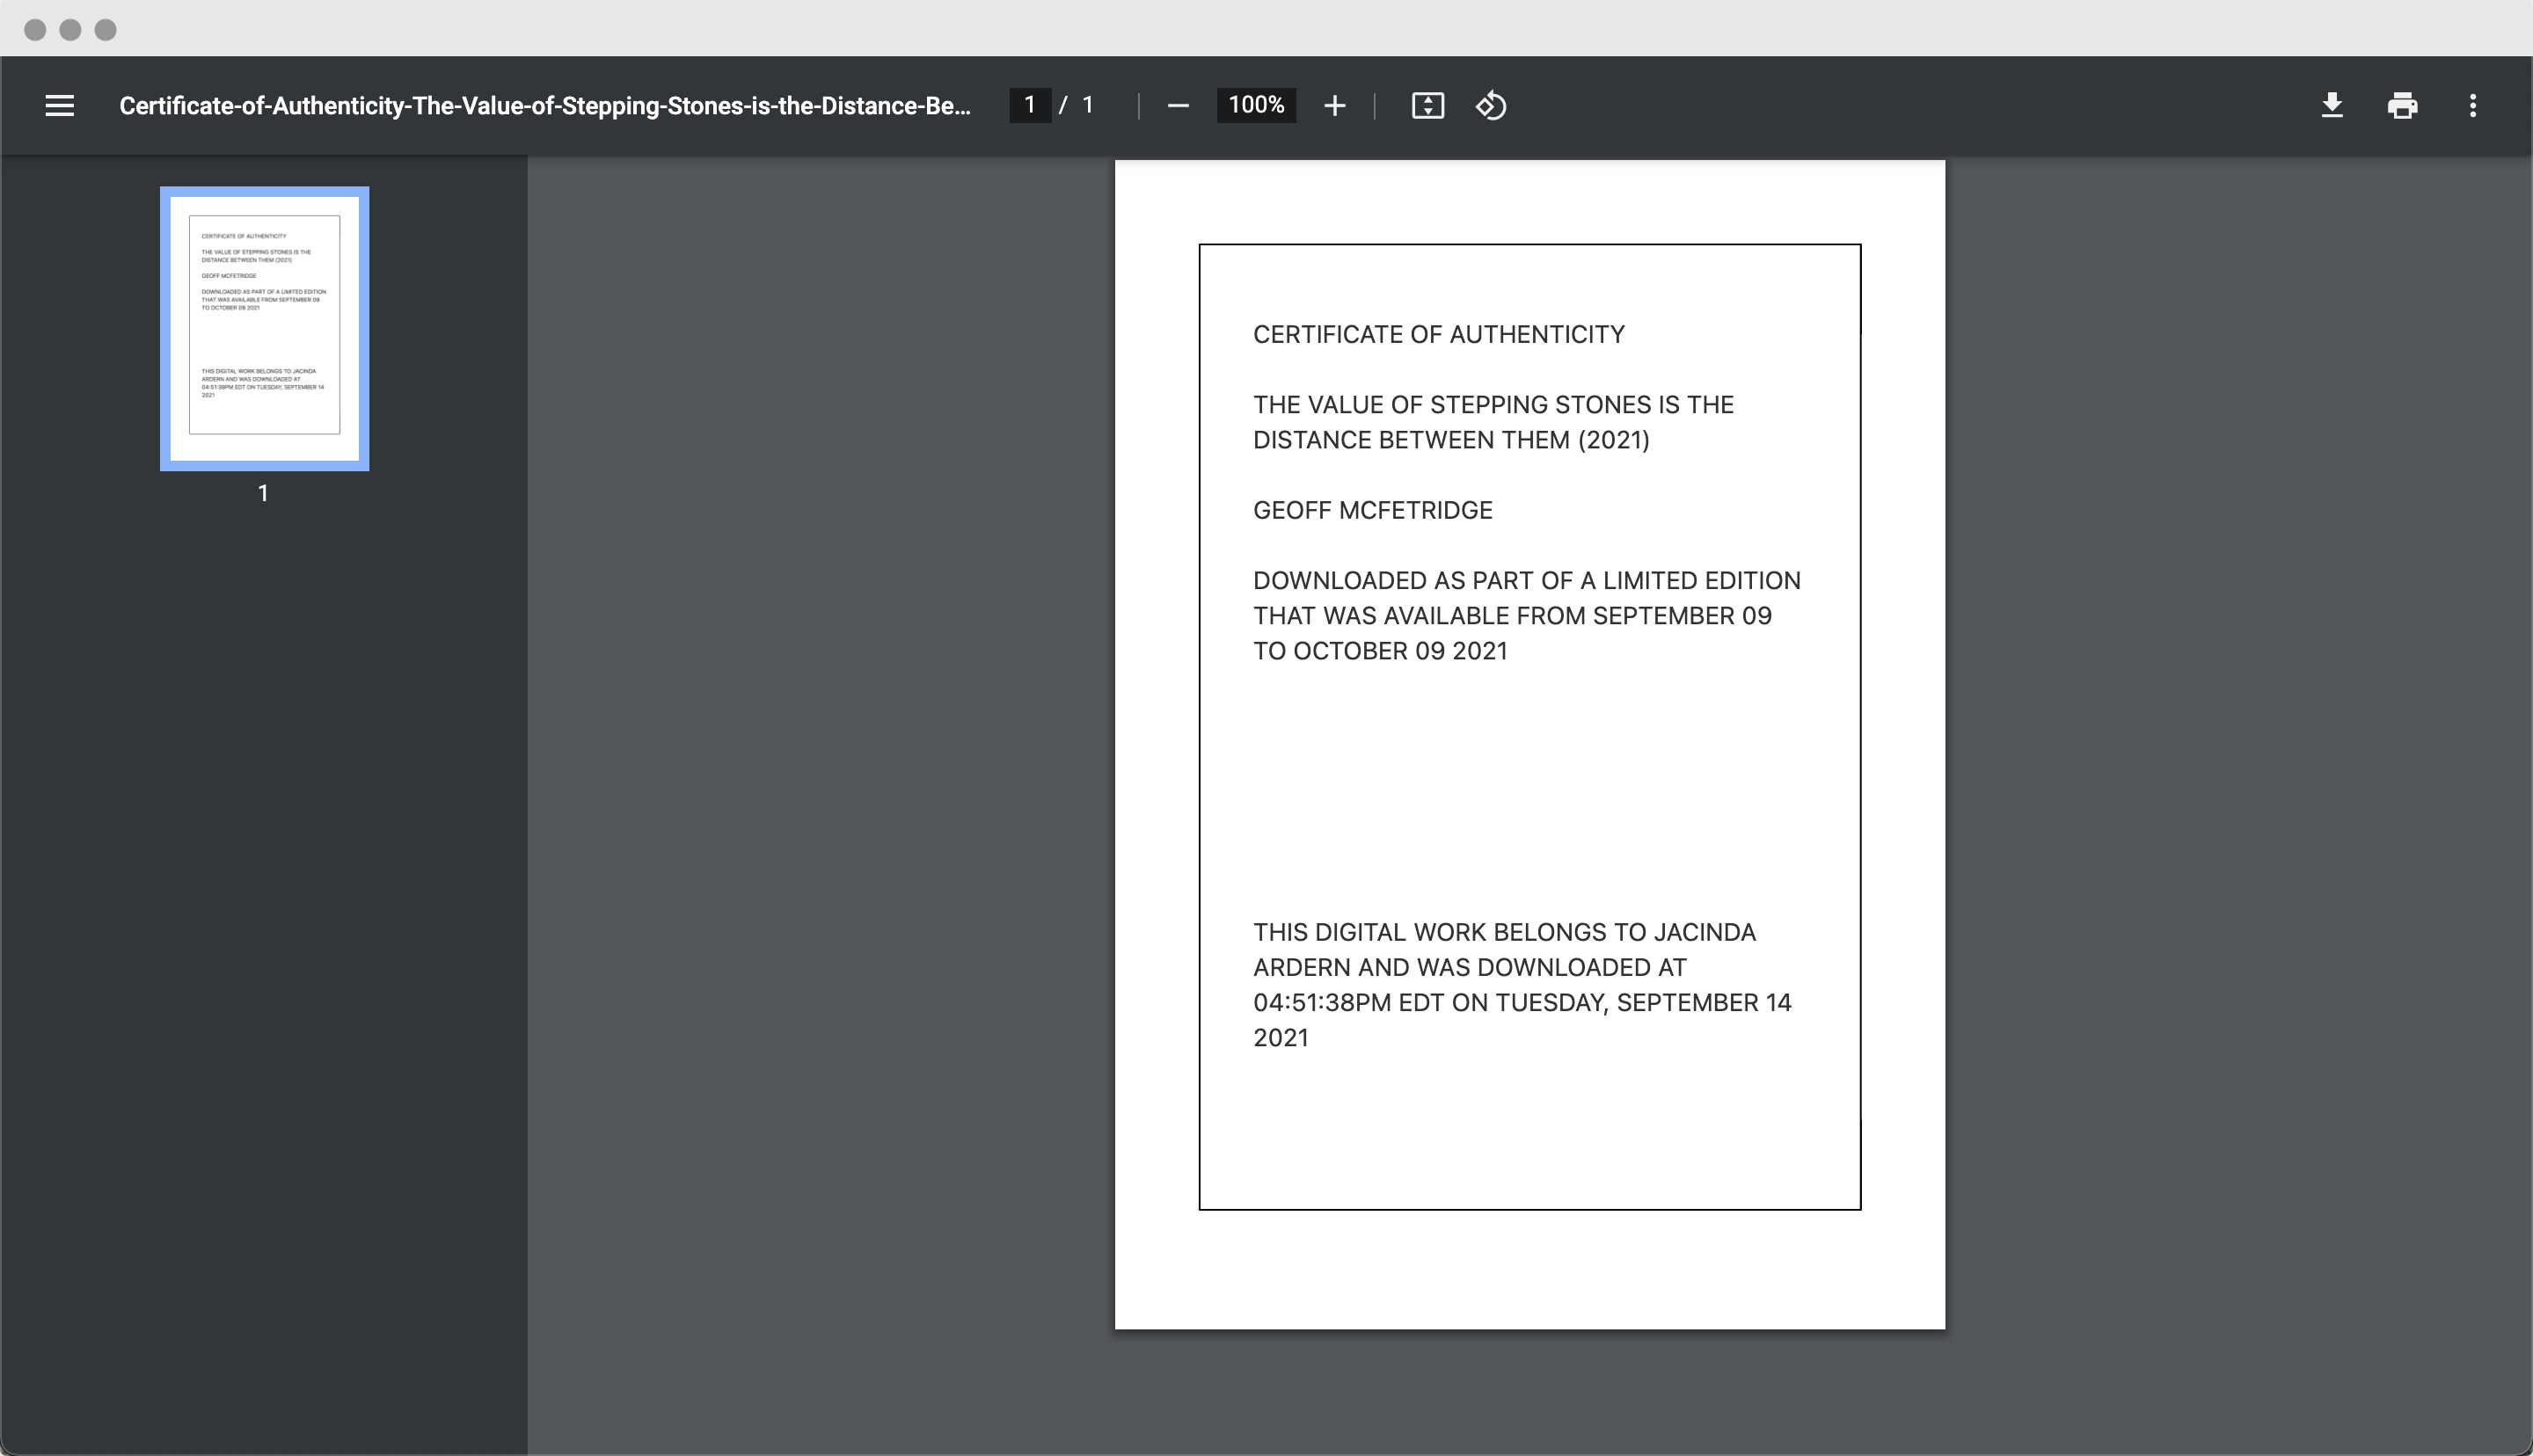 Certificate-of-Authenticity-The-Value-of-Stepping-Stones-is-the-Distance-Be...
1 / 1
100%
CERTIFICATE OF AUTHENTICITY
THE VALUE OF STEPPING STONES IS THE
DISTANCE BETWEEN THEM (2021)
GEOFF MCFETRIDGE
DOWNLOADED AS PART OF A LIMITED EDITION
THAT WAS AVAILABLE FROM SEPTEMBER 09
TO OCTOBER 09 2021
THIS DIGITAL WORK BELONGS TO JACINDA
ARDERN AND WAS DOWNLOADED AT
04:51:38PM EDT ON TUESDAY, SEPTEMBER 14
2021
1
CERTIFICATE OF AUTHENTICITY
THE VALUE OF STEPPING STONES IS THE
DISTANCE BETWEEN THEM (2021)
GEOFF MCFETRIDGE
DOWNLOADED AS PART OF A LIMITED EDITION
THAT WAS AVAILABLE FROM SEPTEMBER 09
TO OCTOBER 09 2021
THIS DIGITAL WORK BELONGS TO JACINDA
ARDERN AND WAS DOWNLOADED AT
04:51:38PM EDT ON TUESDAY, SEPTEMBER 14
2021